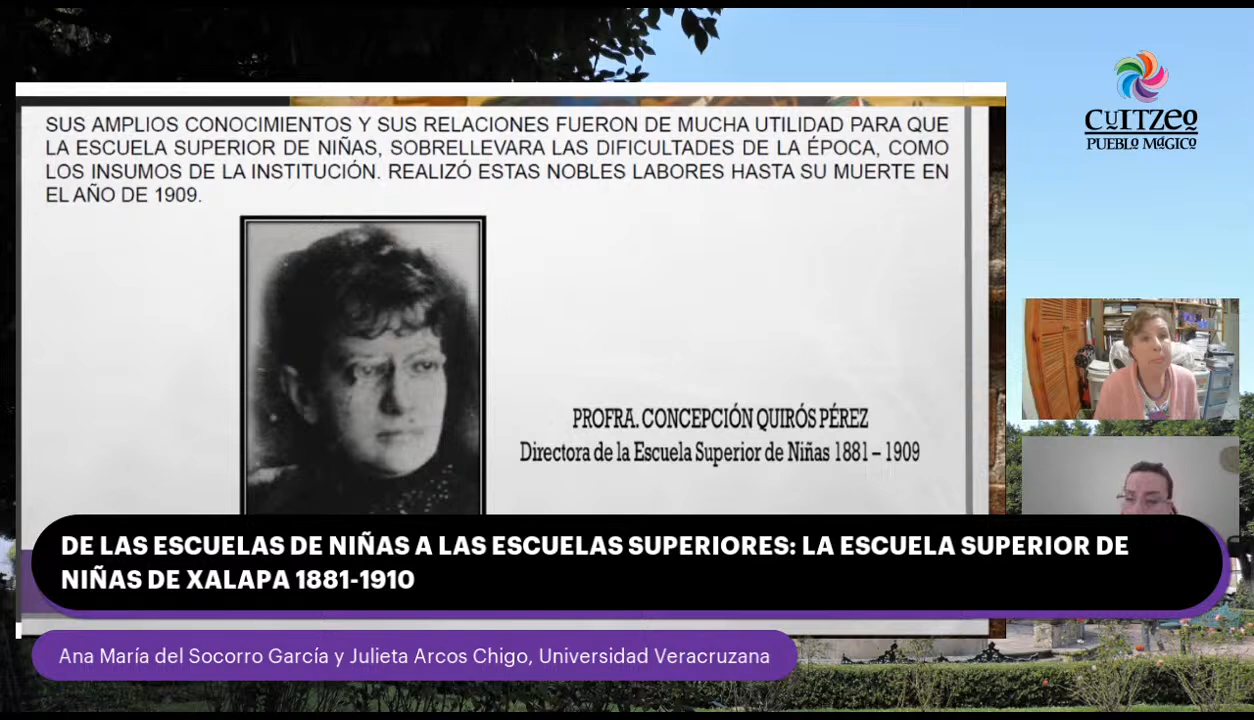 SUS AMPLIOS CONOCIMIENTOS Y SUS RELACIONES FUERON DE MUCHA UTILIDAD PARA QUE
LA ESCUELA SUPERIOR DE NIÑAS, SOBRELLEVARA LAS DIFICULTADES DE LA ÉPOCA, COMO
LOS INSUMOS DE LA INSTITUCIÓN. REALIZÓ ESTAS NOBLES LABORES HASTA SU MUERTE EN
EL AÑO DE 1909.
CUITZEO
PUEBLO MÁGICO
PROFRA. CONCEPCIÓN QUIRÓS PÉREZ
Directora de la Escuela Superior de Niñas 1881 – 1909
DE LAS ESCUELAS DE NIÑAS A LAS ESCUELAS SUPERIORES: LA ESCUELA SUPERIOR DE
NIÑAS DE XALAPA 1881-1910
Ana María del Socorro García y Julieta Arcos Chigo, Universidad Veracruzana